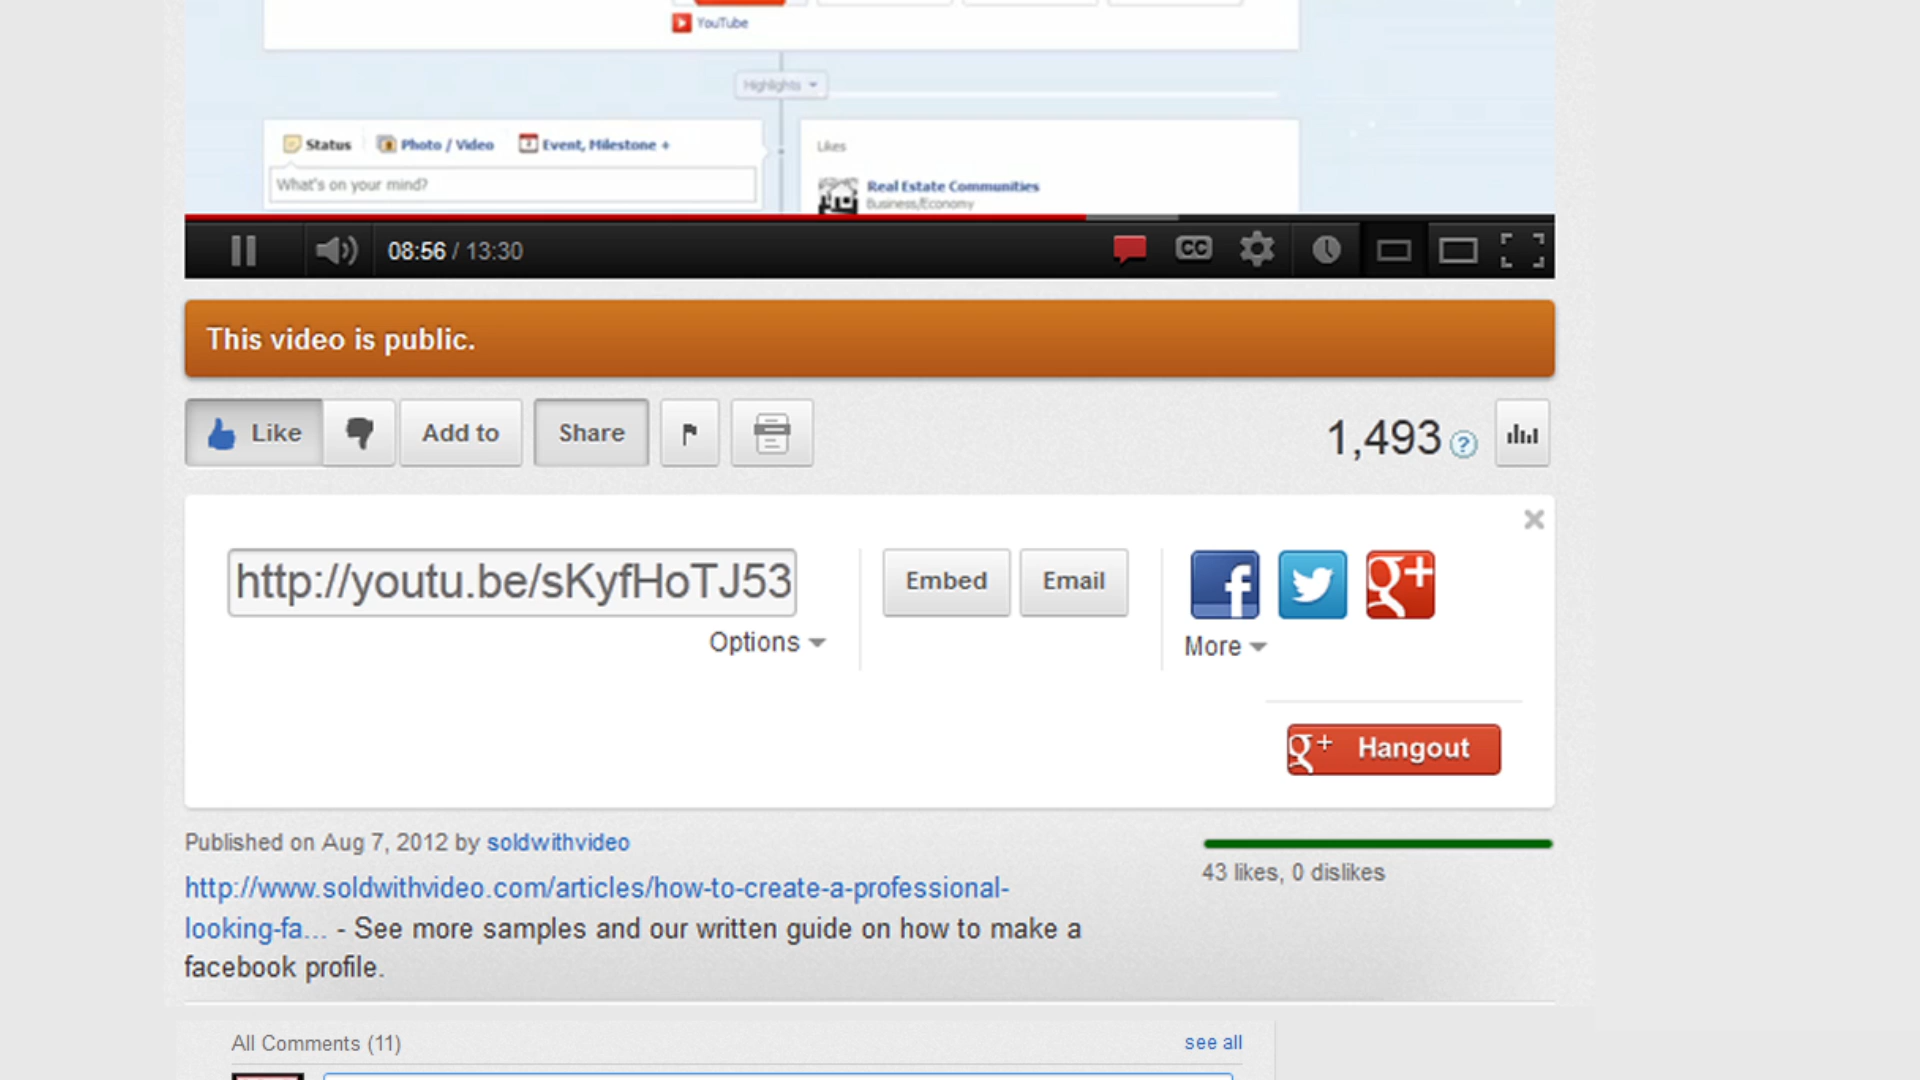 YouTube
Highlights
Status Photo / Video Event, Milestone +
What's on your mind?
Likes
Real Estate Communities
Business/Economy
08:56 / 13:30
CC
This video is public.
Like Add to Share
1,493 ?
http://youtu.be/sKyfHoTJ53
Options
Embed Email
f g+
More
g+ Hangout
Published on Aug 7, 2012 by soldwithvideo
43 likes, 0 dislikes
http://www.soldwithvideo.com/articles/how-to-create-a-professional-
looking-fa... - See more samples and our written guide on how to make a
facebook profile.
All Comments (11) see all